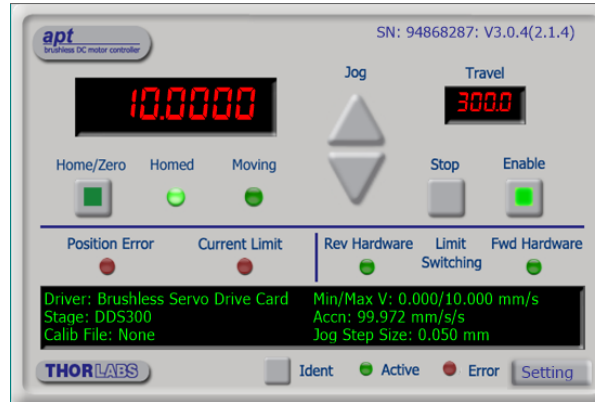 apt
brushless DC motor controller
SN: 94868287: V3.0.4(2.1.4)
10.0000
Jog
Travel
300.0
Home/Zero
Homed
Moving
Stop
Enable
Position Error
Current Limit
Rev Hardware
Limit
Switching
Fwd Hardware
Driver: Brushless Servo Drive Card
Stage: DDS300
Calib File: None
Min/Max V: 0.000/10.000 mm/s
Accn: 99.972 mm/s/s
Jog Step Size: 0.050 mm
THORLABS
Ident
Active
Error
Setting